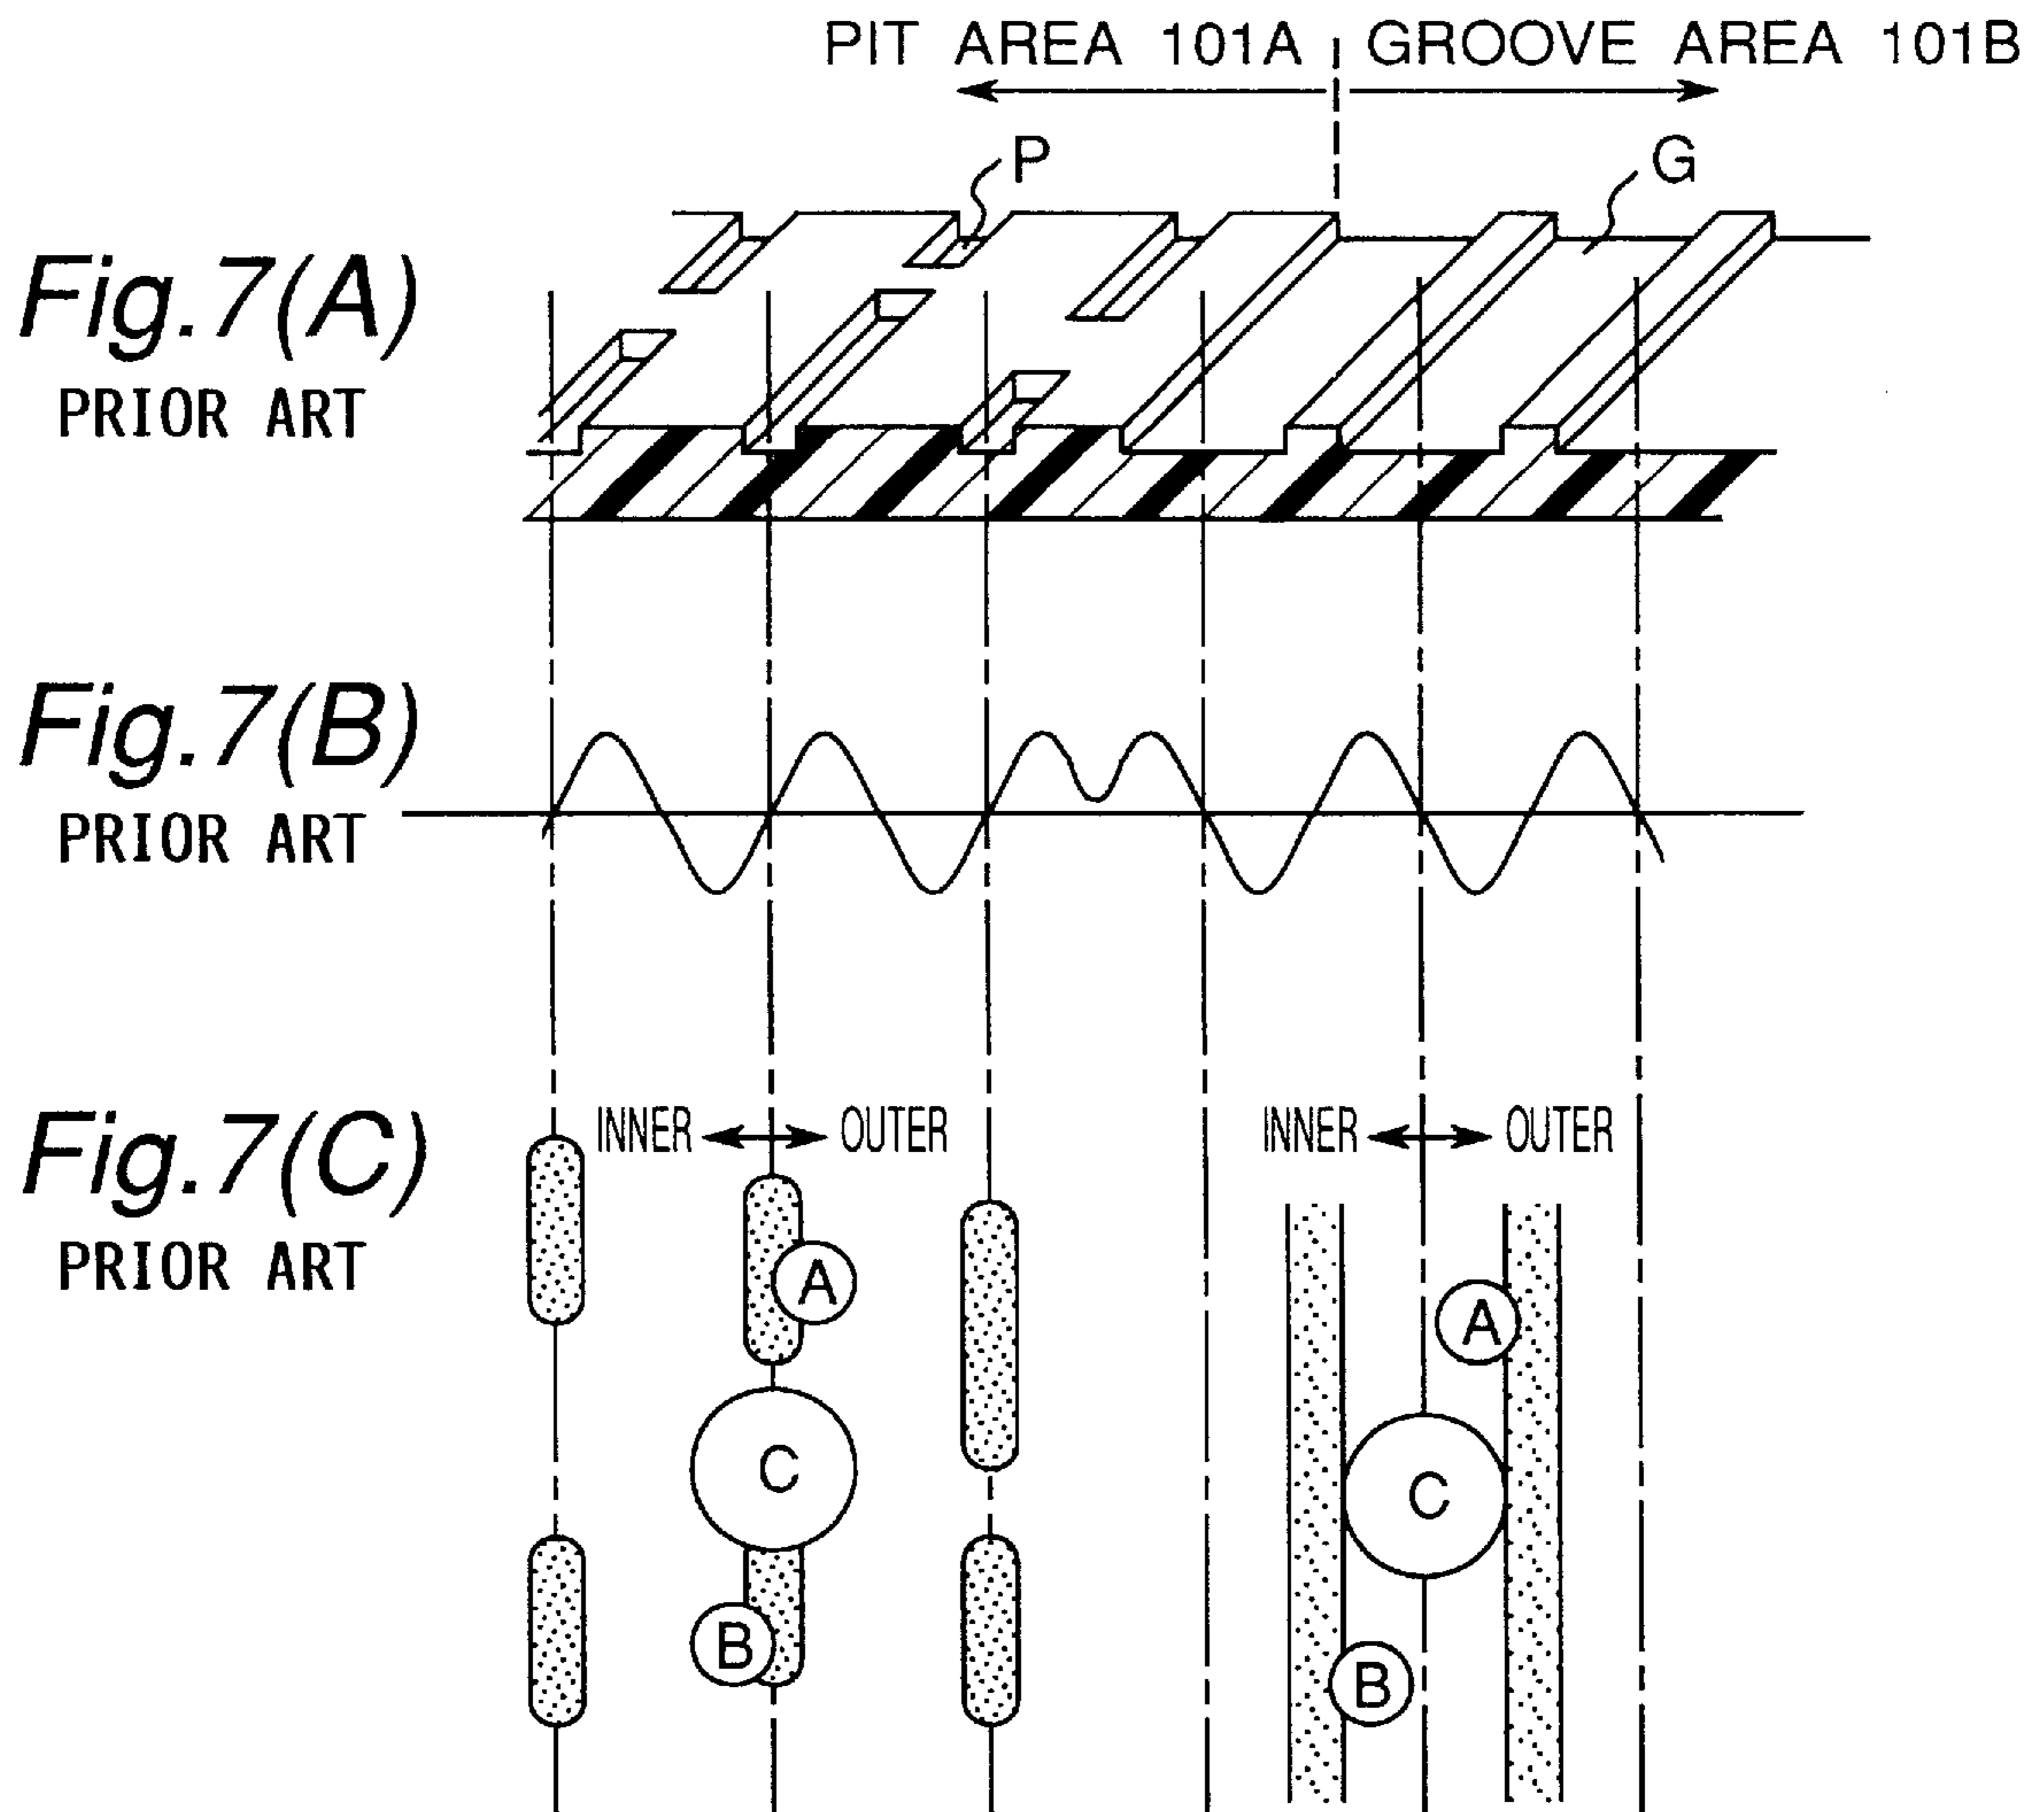 PIT AREA 101A GROOVE AREA 101B
P G
Fig.7(A)
PRIOR ART
Fig.7(B)
PRIOR ART
Fig.7(C)
PRIOR ART
INNER OUTER INNER OUTER
A A
C C
B B